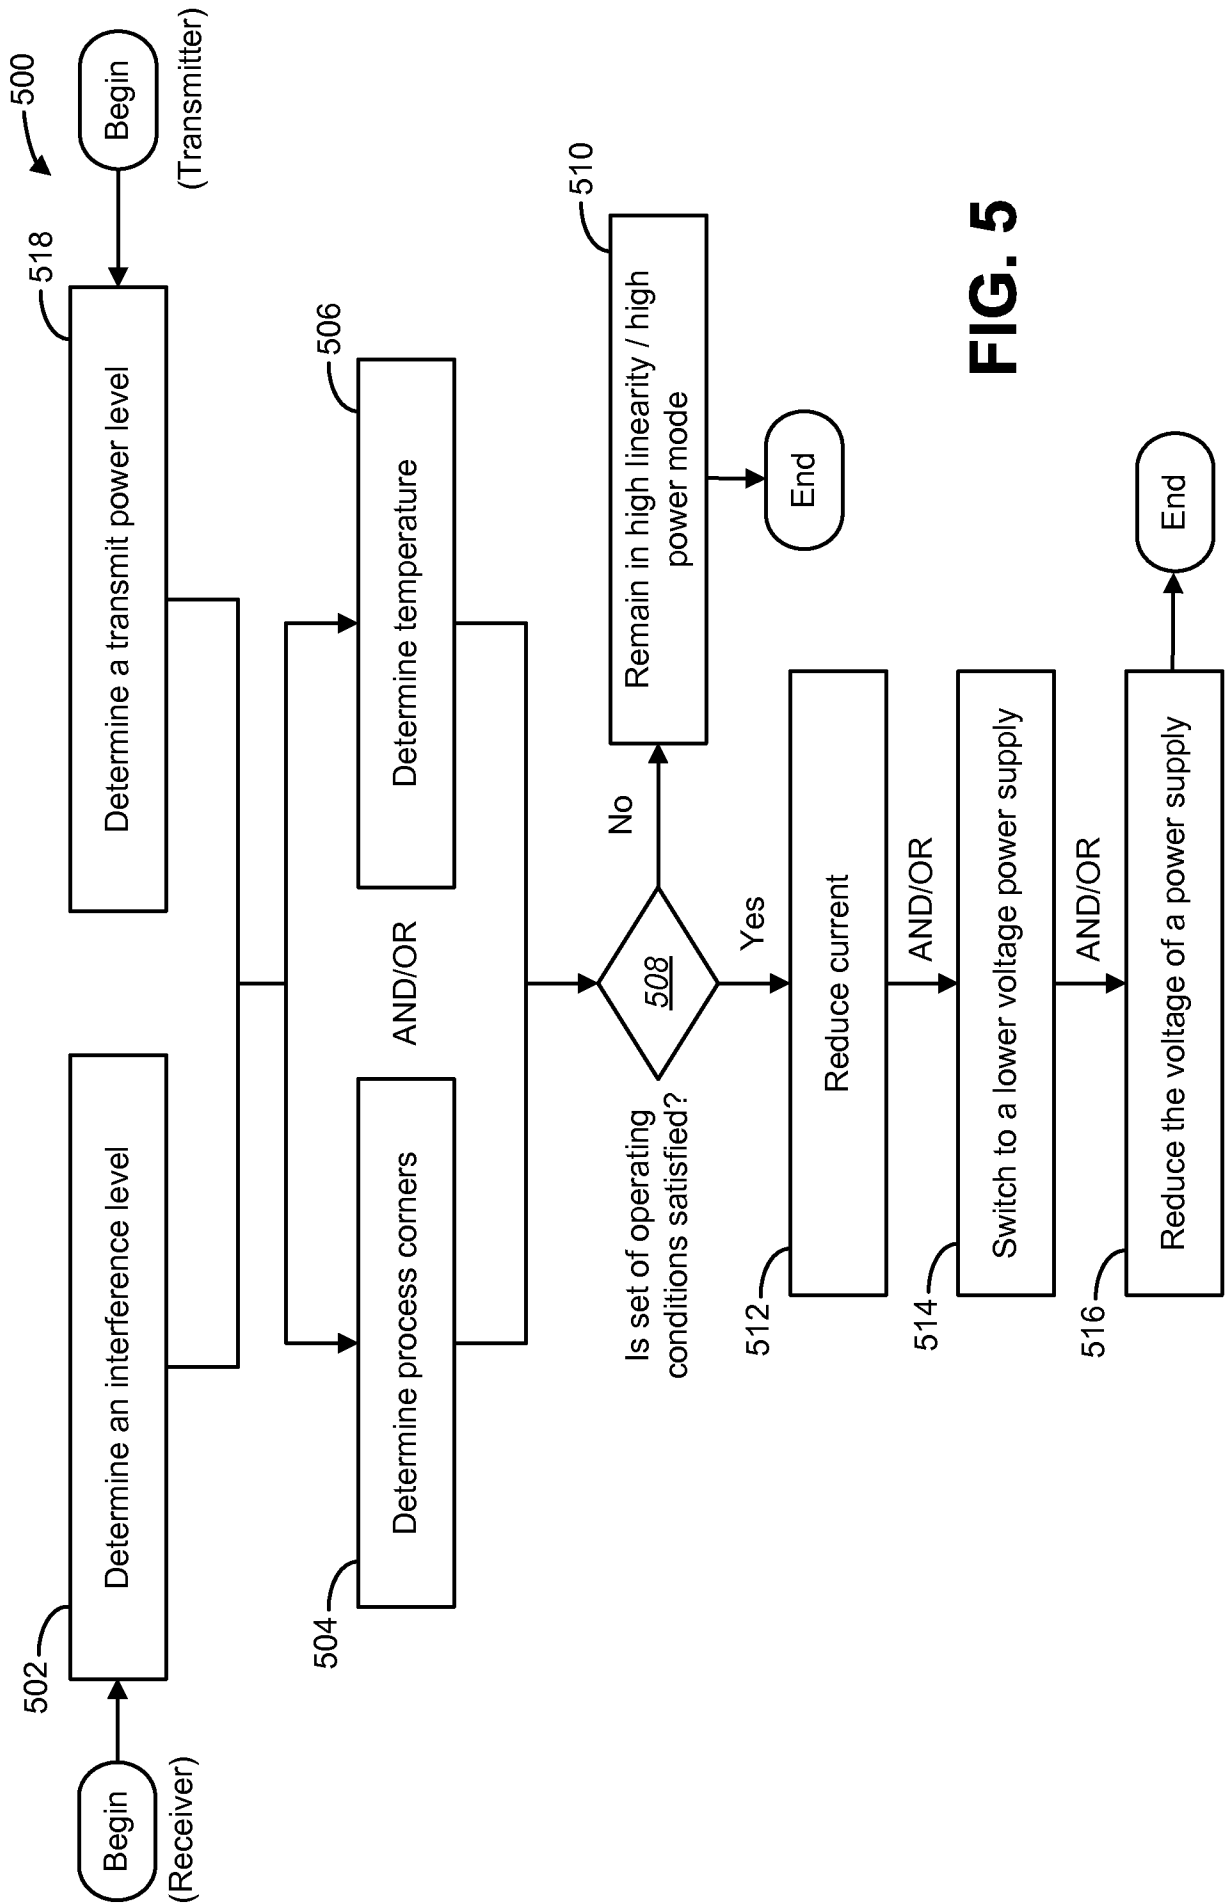 500
Begin
(Receiver)
502
Determine an interference level
518
Determine a transmit power level
Begin
(Transmitter)
504
Determine process corners
AND/OR
506
Determine temperature
Is set of operating
conditions satisfied?
508
No
510
Remain in high linearity / high
power mode
End
Yes
512
Reduce current
AND/OR
514
Switch to a lower voltage power supply
AND/OR
516
Reduce the voltage of a power supply
End
FIG. 5